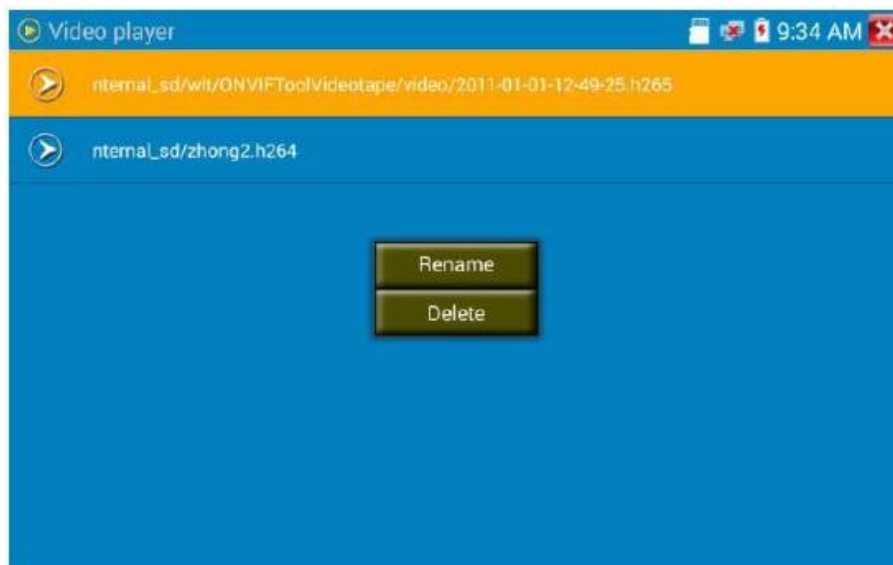 Video player
9:34 AM
nternal_sd/wit/ONVIFToolVideotape/video/2011-01-01-12-49-25.h265
nternal_sd/zhong2.h264
Rename
Delete